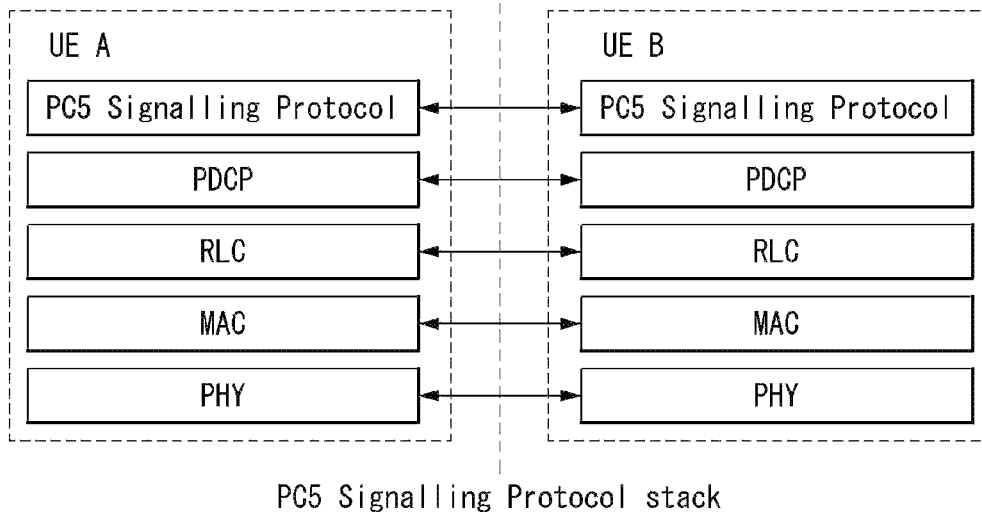 UE A
UE B
PC5 Signalling Protocol
PC5 Signalling Protocol
PDCP
PDCP
RLC
RLC
MAC
MAC
PHY
PHY
PC5 Signalling Protocol stack